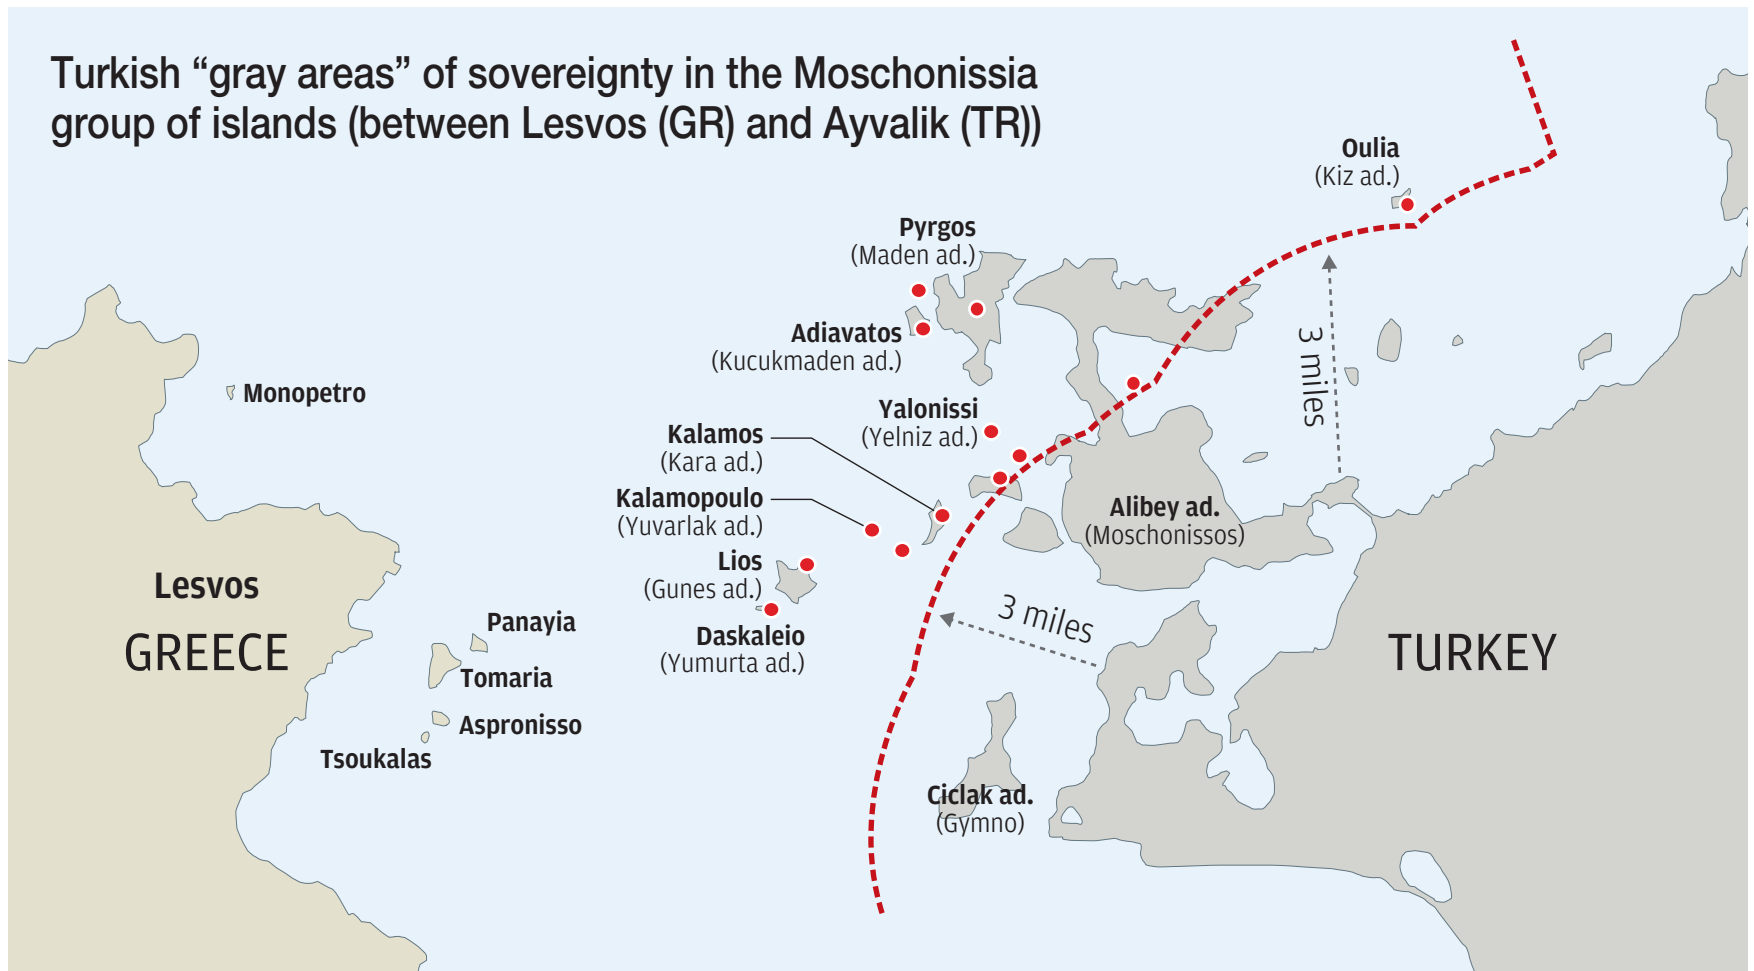 Turkish “gray areas” of sovereignty in the Moschonissia
group of islands (between Lesvos (GR) and Ayvalik (TR))
Oulia
(Kiz ad.)
Pyrgos
(Maden ad.)
Adiavatos
(Kucukmaden ad.)
3 miles
Monopetro
Yalonissi
(Yelniz ad.)
Kalamos
(Kara ad.)
Kalamopoulo
(Yuvarlak ad.)
Alibey ad.
(Moschonissos)
Lios
(Gunes ad.)
Lesvos
GREECE
3 miles
Daskaleio
(Yumurta ad.)
TURKEY
Panayia
Tomaria
Aspronisso
Tsoukalas
Ciclak ad.
(Gymno)